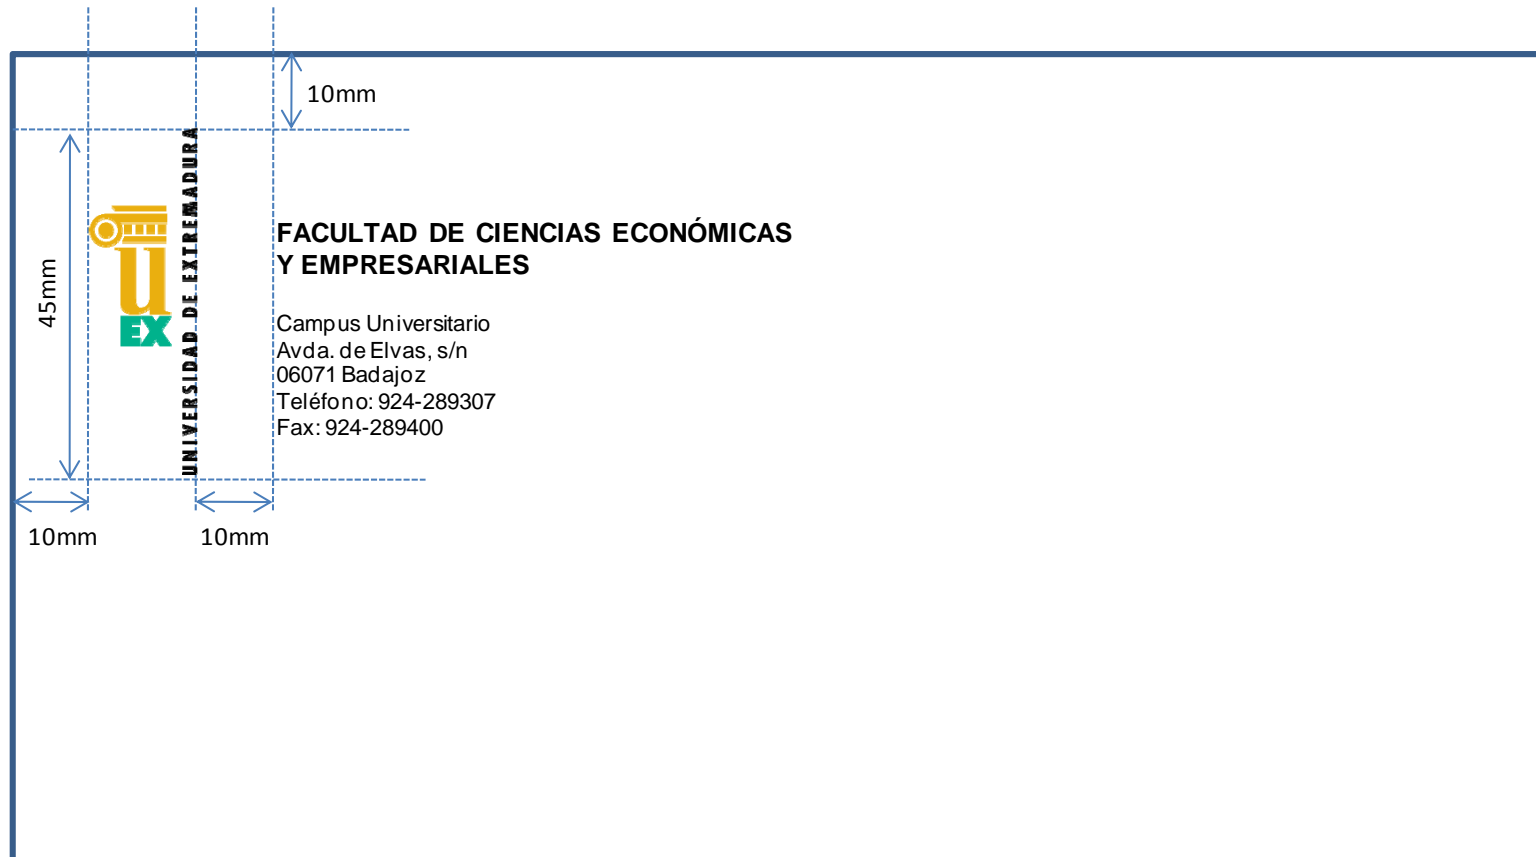 10mm
45mm
u
EX
UNIVERSIDAD DE EXTREMADURA
FACULTAD DE CIENCIAS ECONÓMICAS
Y EMPRESARIALES
Campus Universitario
Avda. de Elvas, s/n
06071 Badajoz
Teléfono: 924-289307
Fax: 924-289400
10mm
10mm